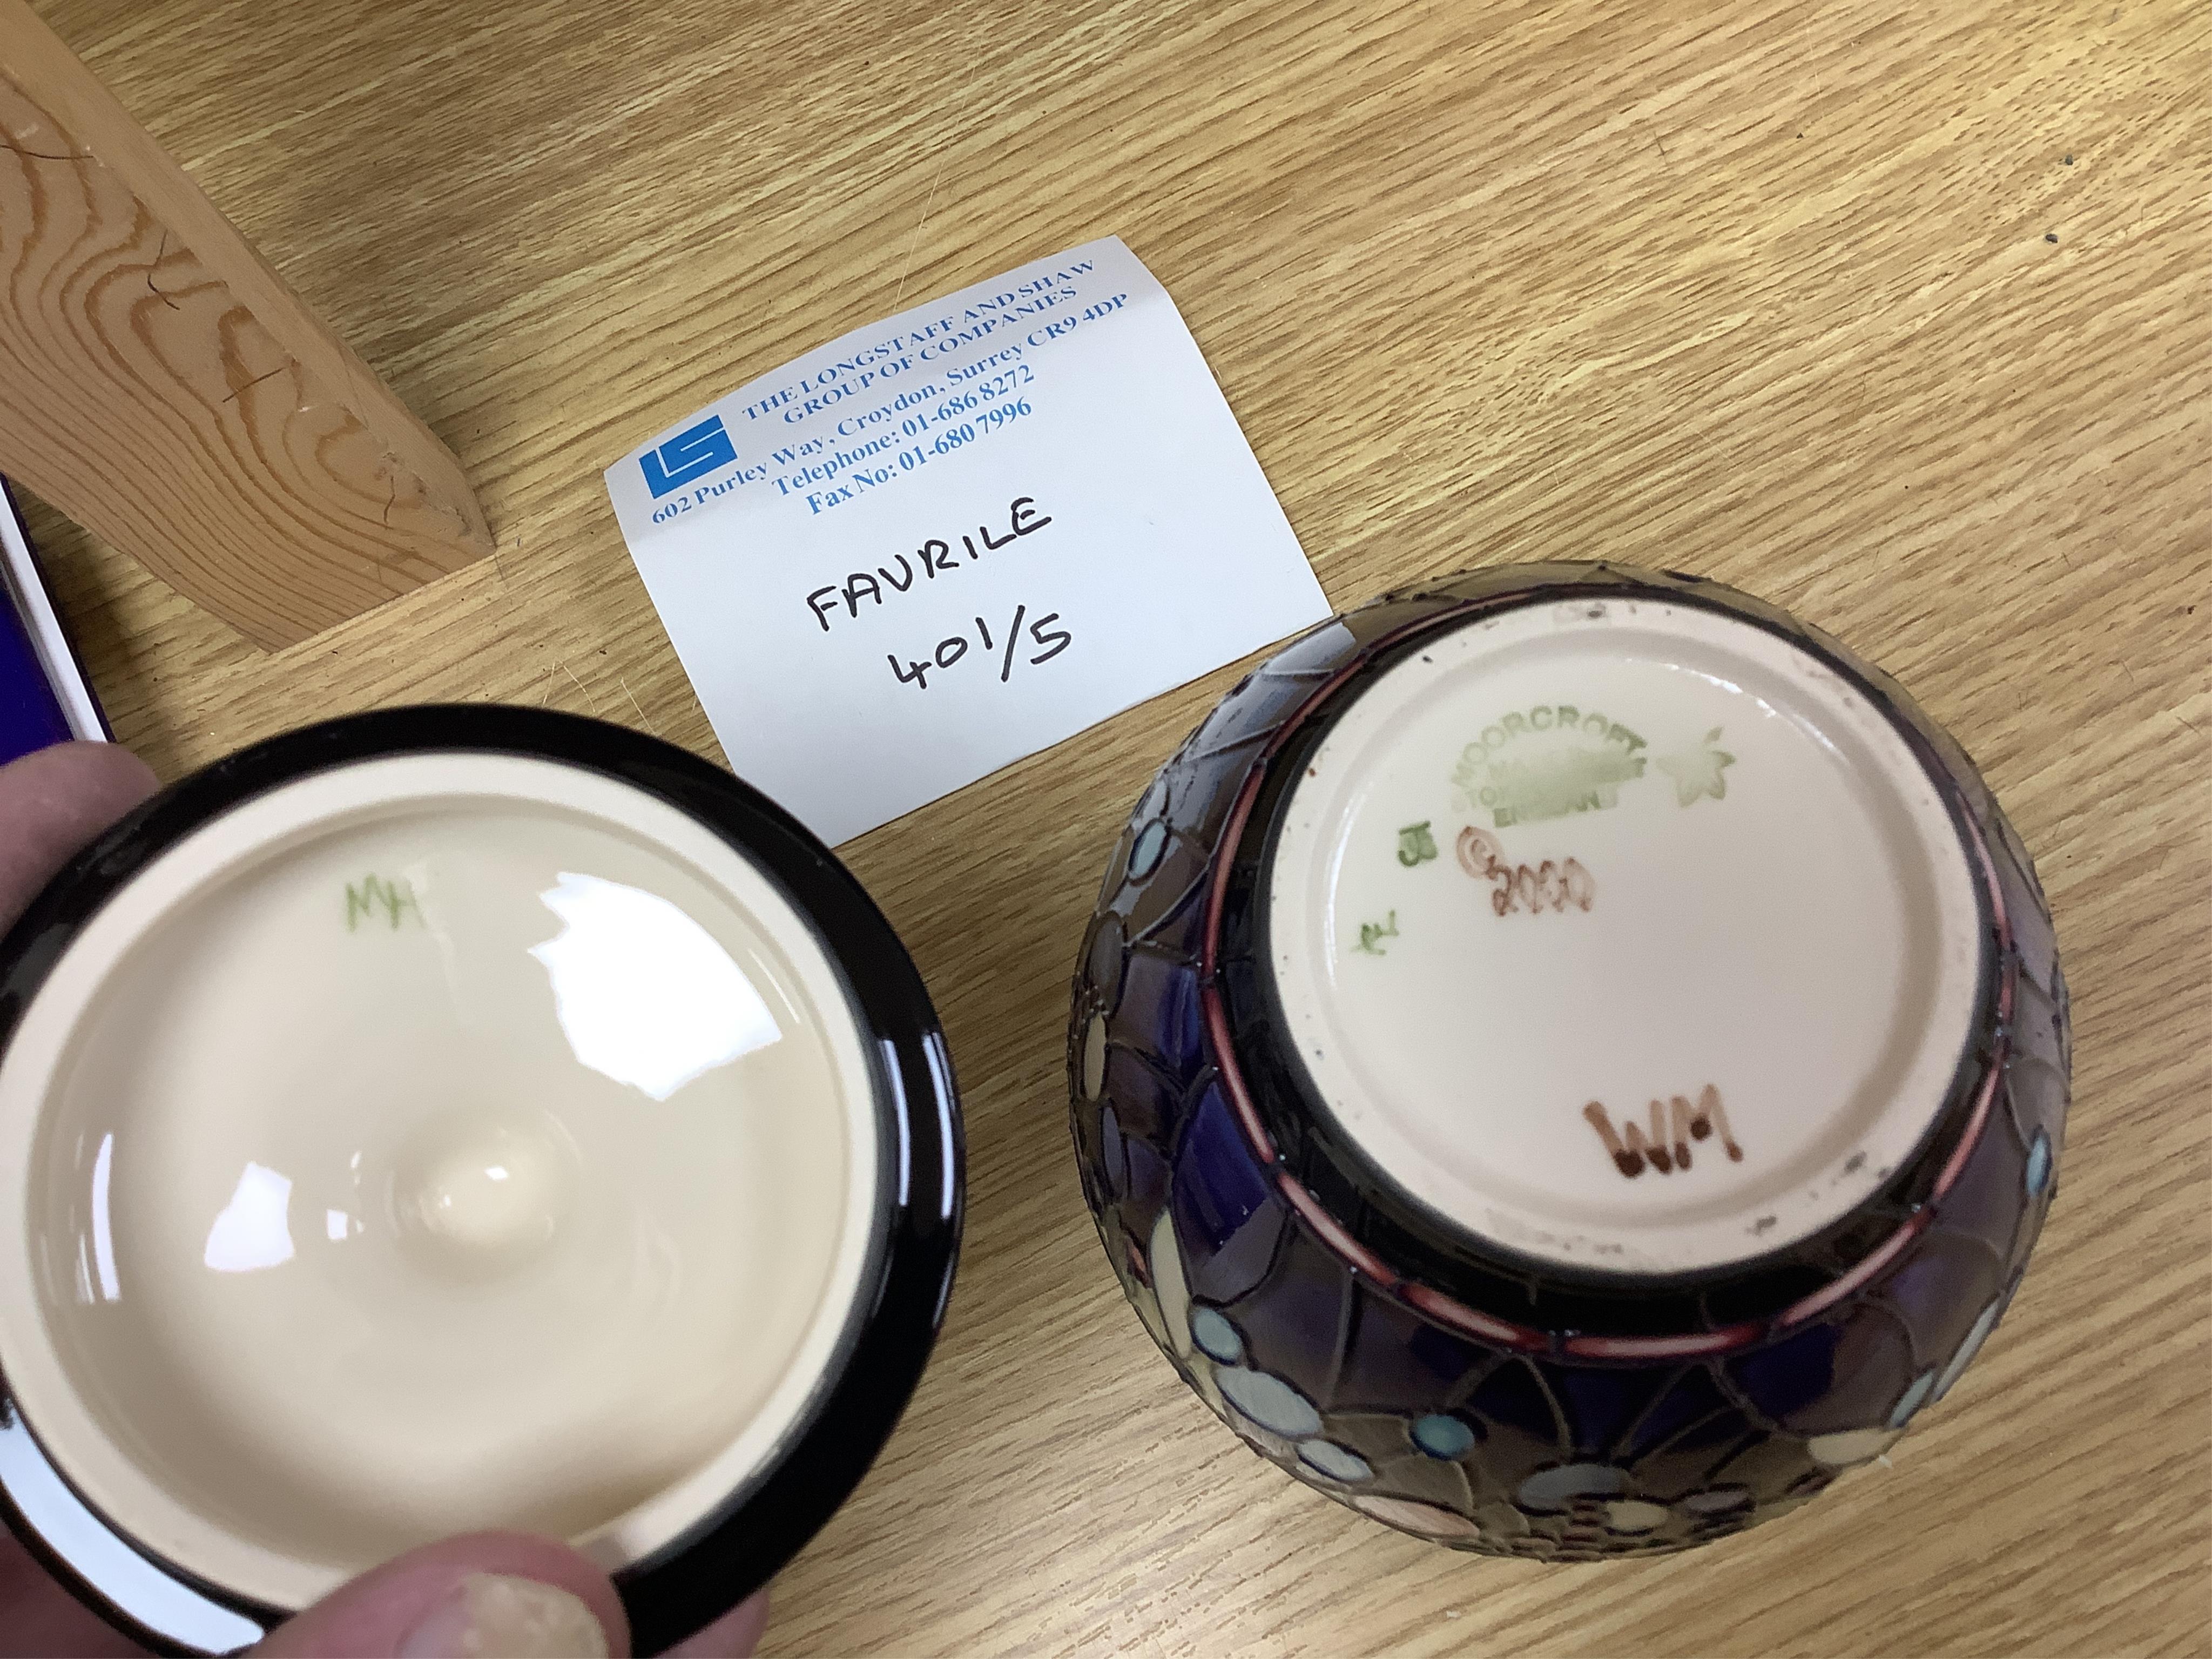 THE LONGSTAFF AND SHAW
GROUP OF COMPANIES
602 Purley Way, Croydon, Surrey CR9 4DP
Telephone: 01-686 8272
Fax No: 01-680 7996
LS
FAVRILE
401/5
MOORCROFT
ENGLAND
© 2000
WM
MH